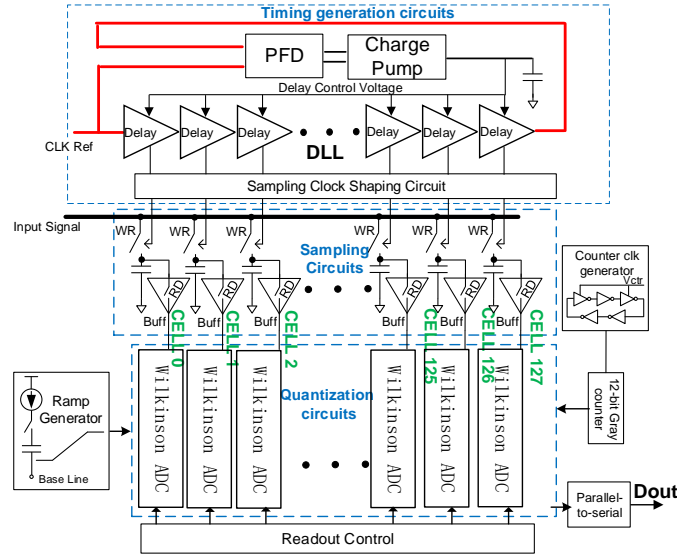 Timing generation circuits
PFD
Charge
Pump
Delay Control Voltage
Delay
Delay
Delay
Delay
Delay
Delay
CLK Ref
DLL
Sampling Clock Shaping Circuit
Input Signal
WR
WR
WR
WR
WR
WR
Sampling
Circuits
RD
RD
RD
RD
RD
RD
Buff
Buff
Buff
Buff
Buff
Buff
CELL 0
CELL 1
CELL 2
CELL 125
CELL 126
CELL 127
Counter clk
generator
Vctr
12-bit Gray
counter
Ramp
Generator
Base Line
Wilkinson ADC
Wilkinson ADC
Wilkinson ADC
Quantization
circuits
Wilkinson ADC
Wilkinson ADC
Wilkinson ADC
Parallel-
to-serial
Dout
Readout Control